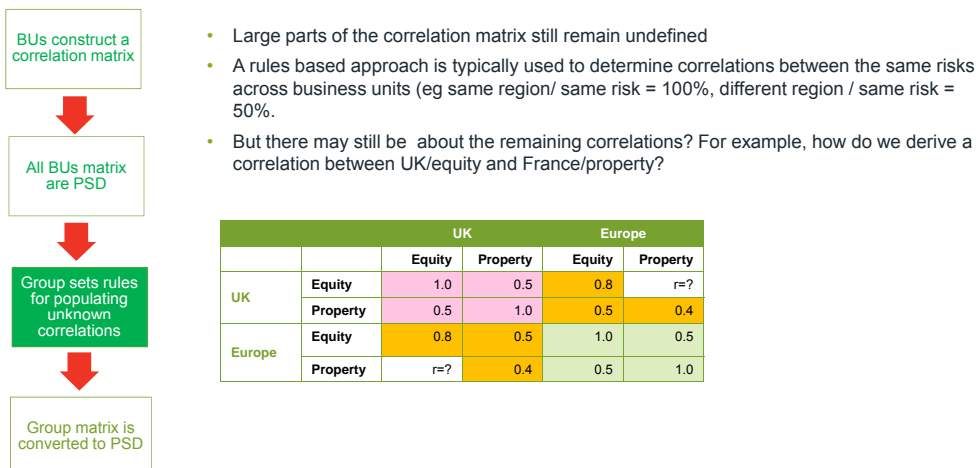 BUs construct a
correlation matrix
All BUs matrix
are PSD
Group sets rules
for populating
unknown
correlations
Group matrix is
converted to PSD
• Large parts of the correlation matrix still remain undefined
• A rules based approach is typically used to determine correlations between the same risks
across business units (eg same region/ same risk = 100%, different region / same risk =
50%.
• But there may still be  about the remaining correlations? For example, how do we derive a
correlation between UK/equity and France/property?
UK Europe
Equity Property Equity Property
UK Equity 1.0 0.5 0.8 r=?
Property 0.5 1.0 0.5 0.4
Europe Equity 0.8 0.5 1.0 0.5
Property r=? 0.4 0.5 1.0